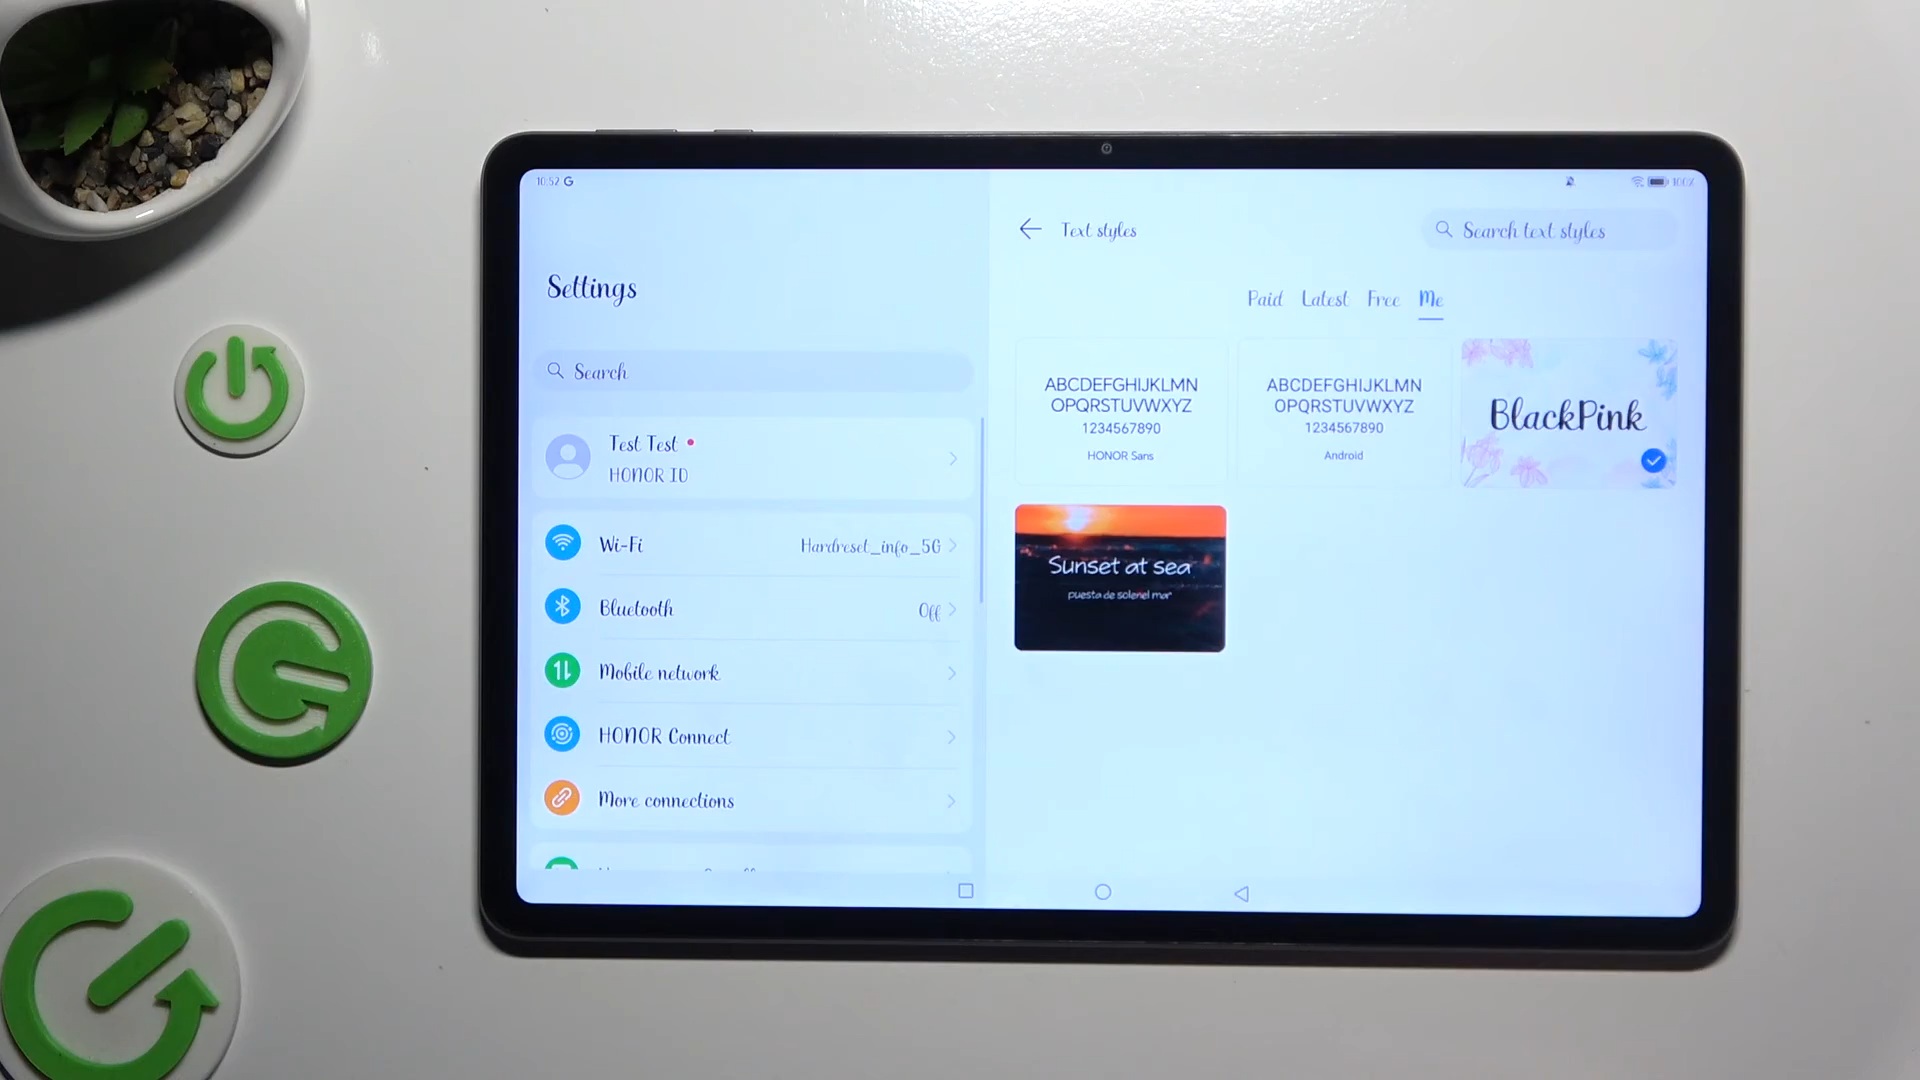 10:52 G
100%
Settings
Search
Test Test
HONOR ID
Wi-Fi
Hardreset_info_5G
Bluetooth
Off
Mobile network
HONOR Connect
More connections
Text styles
Search text styles
Paid Latest Free Me
ABCDEFGHIJKLMN
OPQRSTUVWXYZ
1234567890
HONOR Sans
ABCDEFGHIJKLMN
OPQRSTUVWXYZ
1234567890
Android
BlackPink
Sunset at sea
puesta de solenel mar